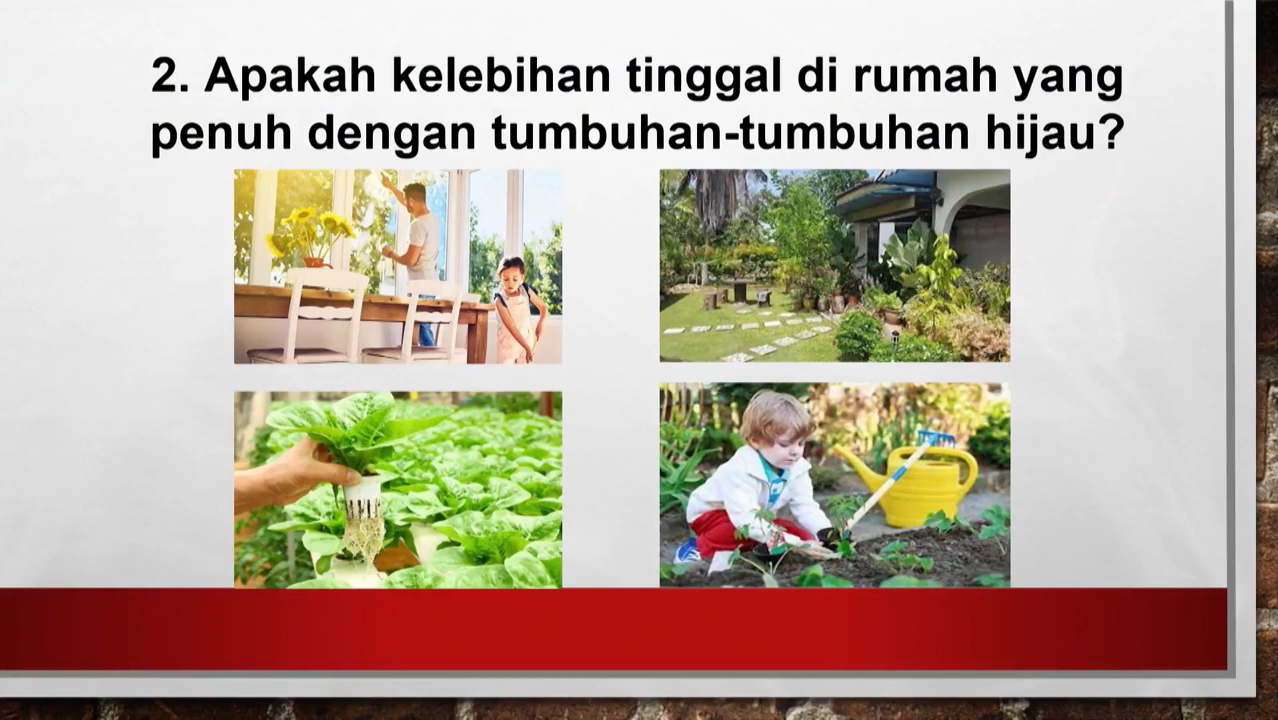 2. Apakah kelebihan tinggal di rumah yang
penuh dengan tumbuhan-tumbuhan hijau?